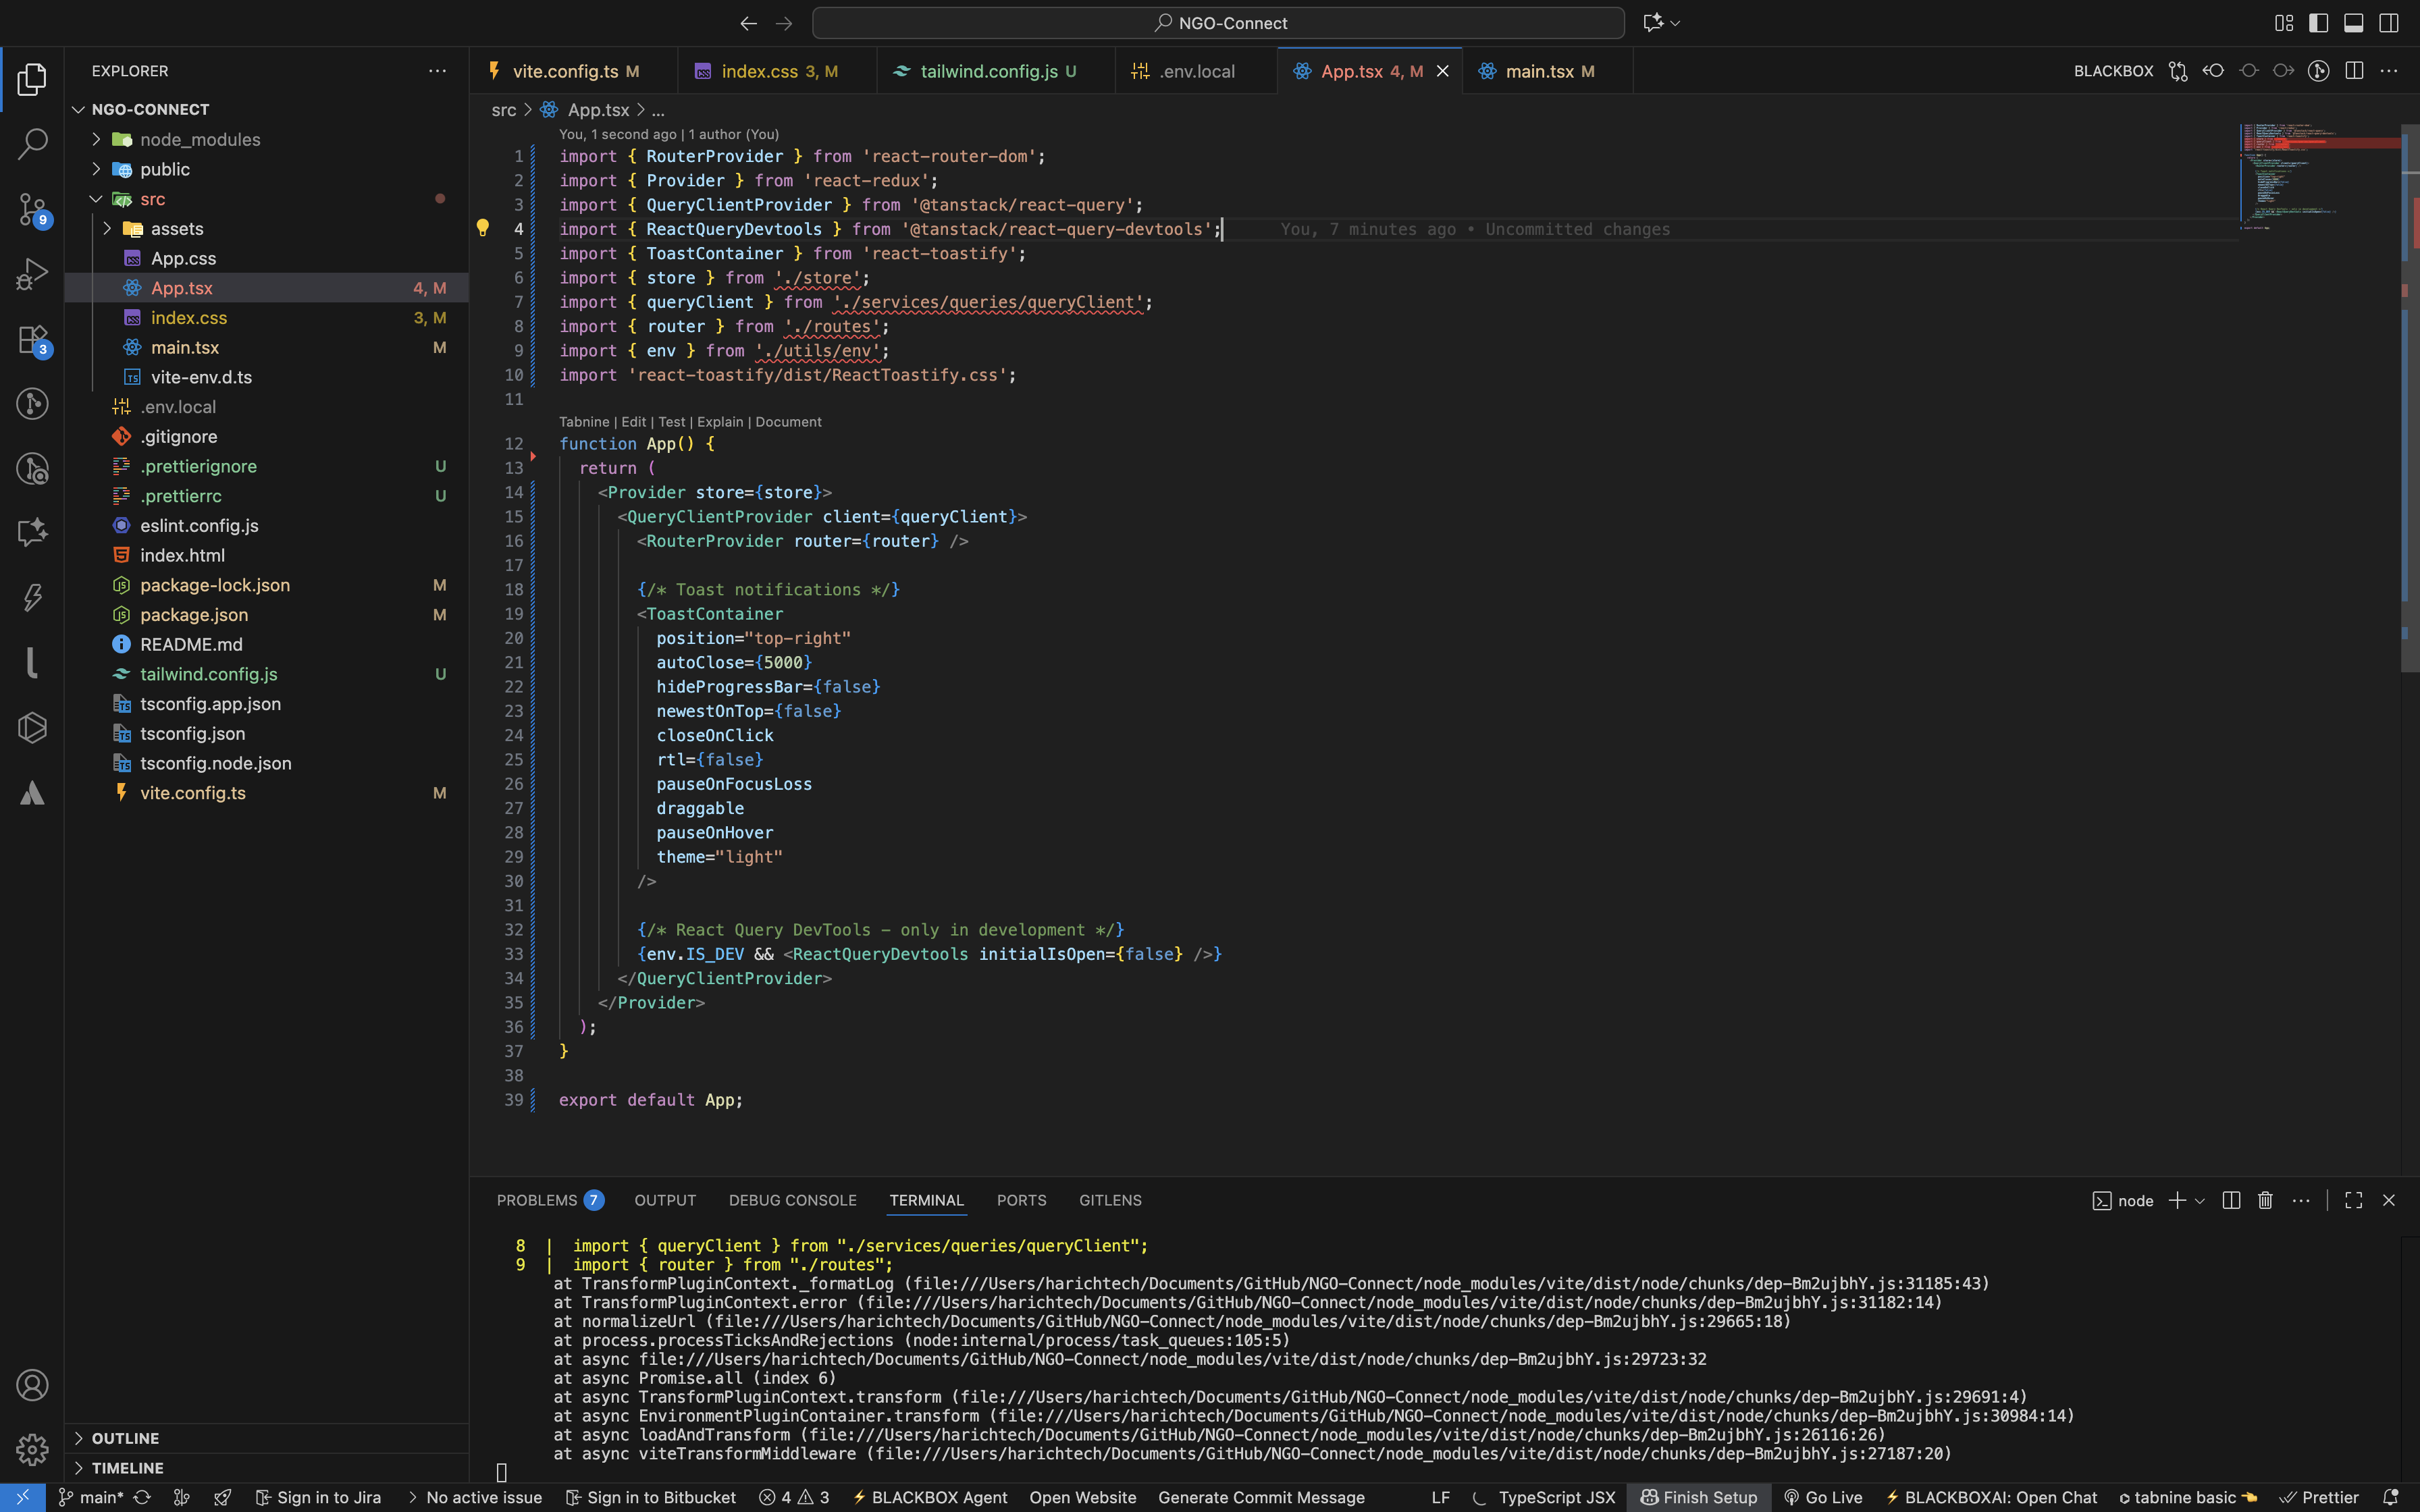 NGO-Connect
EXPLORER
NGO-CONNECT
node_modules
public
src
assets
App.css
App.tsx 4, M
index.css 3, M
main.tsx M
vite-env.d.ts
.env.local
.gitignore
.prettierignore U
.prettierrc U
eslint.config.js
index.html
package-lock.json M
package.json M
README.md
tailwind.config.js U
tsconfig.app.json
tsconfig.json
tsconfig.node.json
vite.config.ts M
OUTLINE
TIMELINE
9
3
vite.config.ts M index.css 3, M tailwind.config.js U .env.local App.tsx 4, M main.tsx M BLACKBOX
src > App.tsx > ...
You, 1 second ago | 1 author (You)
1 import { RouterProvider } from 'react-router-dom';
2 import { Provider } from 'react-redux';
3 import { QueryClientProvider } from '@tanstack/react-query';
4 import { ReactQueryDevtools } from '@tanstack/react-query-devtools'; You, 7 minutes ago • Uncommitted changes
5 import { ToastContainer } from 'react-toastify';
6 import { store } from './store';
7 import { queryClient } from './services/queries/queryClient';
8 import { router } from './routes';
9 import { env } from './utils/env';
10 import 'react-toastify/dist/ReactToastify.css';
11
Tabnine | Edit | Test | Explain | Document
12 function App() {
13 return (
14 <Provider store={store}>
15 <QueryClientProvider client={queryClient}>
16 <RouterProvider router={router} />
17
18 {/* Toast notifications */}
19 <ToastContainer
20 position="top-right"
21 autoClose={5000}
22 hideProgressBar={false}
23 newestOnTop={false}
24 closeOnClick
25 rtl={false}
26 pauseOnFocusLoss
27 draggable
28 pauseOnHover
29 theme="light"
30 />
31
32 {/* React Query DevTools - only in development */}
33 {env.IS_DEV && <ReactQueryDevtools initialIsOpen={false} />}
34 </QueryClientProvider>
35 </Provider>
36 );
37 }
38
39 export default App;
PROBLEMS 7 OUTPUT DEBUG CONSOLE TERMINAL PORTS GITLENS node
8 | import { queryClient } from "./services/queries/queryClient";
9 | import { router } from "./routes";
at TransformPluginContext._formatLog (file:///Users/harichtech/Documents/GitHub/NGO-Connect/node_modules/vite/dist/node/chunks/dep-Bm2ujbhY.js:31185:43)
at TransformPluginContext.error (file:///Users/harichtech/Documents/GitHub/NGO-Connect/node_modules/vite/dist/node/chunks/dep-Bm2ujbhY.js:31182:14)
at normalizeUrl (file:///Users/harichtech/Documents/GitHub/NGO-Connect/node_modules/vite/dist/node/chunks/dep-Bm2ujbhY.js:29665:18)
at process.processTicksAndRejections (node:internal/process/task_queues:105:5)
at async file:///Users/harichtech/Documents/GitHub/NGO-Connect/node_modules/vite/dist/node/chunks/dep-Bm2ujbhY.js:29723:32
at async Promise.all (index 6)
at async TransformPluginContext.transform (file:///Users/harichtech/Documents/GitHub/NGO-Connect/node_modules/vite/dist/node/chunks/dep-Bm2ujbhY.js:29691:4)
at async EnvironmentPluginContainer.transform (file:///Users/harichtech/Documents/GitHub/NGO-Connect/node_modules/vite/dist/node/chunks/dep-Bm2ujbhY.js:30984:14)
at async loadAndTransform (file:///Users/harichtech/Documents/GitHub/NGO-Connect/node_modules/vite/dist/node/chunks/dep-Bm2ujbhY.js:26116:26)
at async viteTransformMiddleware (file:///Users/harichtech/Documents/GitHub/NGO-Connect/node_modules/vite/dist/node/chunks/dep-Bm2ujbhY.js:27187:20)
main* Sign in to Jira No active issue Sign in to Bitbucket 4 3 BLACKBOX Agent Open Website Generate Commit Message LF TypeScript JSX Finish Setup Go Live BLACKBOXAI: Open Chat tabnine basic Prettier